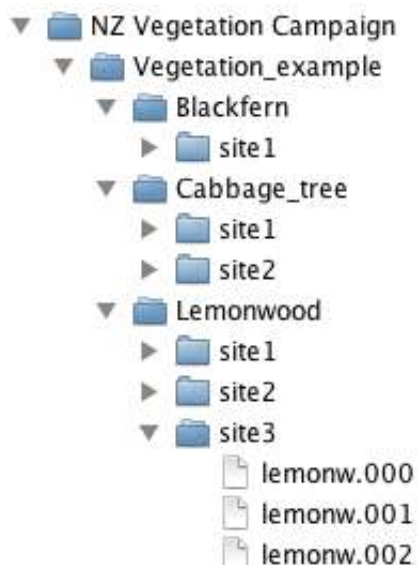 NZ Vegetation Campaign
Vegetation_example
Blackfern
site1
Cabbage_tree
site1
site2
Lemonwood
site1
site2
site3
lemonw.000
lemonw.001
lemonw.002